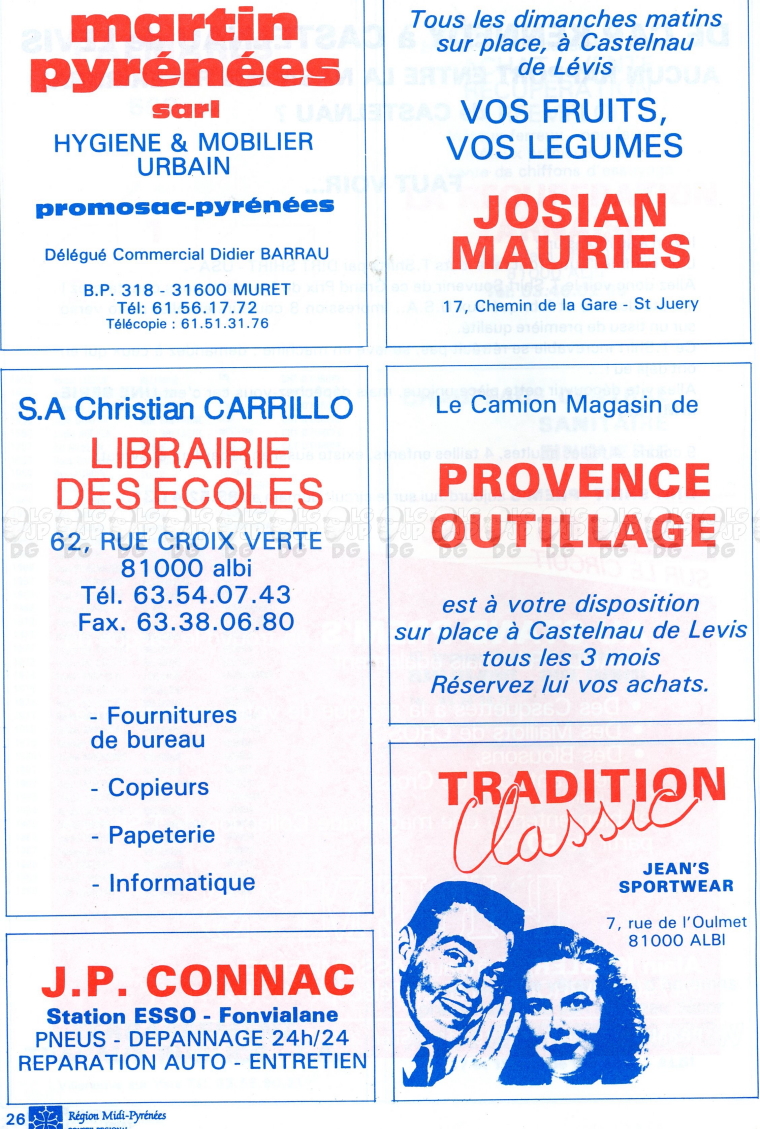 martin
pyrénées
sarl
HYGIENE & MOBILIER
URBAIN
promosac-pyrénées
Délégué Commercial Didier BARRAU
B.P. 318 - 31600 MURET
Tél: 61.56.17.72
Télécopie : 61.51.31.76
Tous les dimanches matins
sur place, à Castelnau
de Lévis
VOS FRUITS,
VOS LEGUMES
JOSIAN
MAURIES
17, Chemin de la Gare - St Juery
S.A Christian CARRILLO
LIBRAIRIE
DES ECOLES
62, RUE CROIX VERTE
81000 albi
Tél. 63.54.07.43
Fax. 63.38.06.80
- Fournitures
de bureau
- Copieurs
- Papeterie
- Informatique
Le Camion Magasin de
PROVENCE
OUTILLAGE
est à votre disposition
sur place à Castelnau de Levis
tous les 3 mois
Réservez lui vos achats.
J.P. CONNAC
Station ESSO - Fonvialane
PNEUS - DEPANNAGE 24h/24
REPARATION AUTO - ENTRETIEN
TRADITION
Classic
JEAN'S
SPORTWEAR
7, rue de l'Oulmet
81000 ALBI
26
Région Midi-Pyrénées